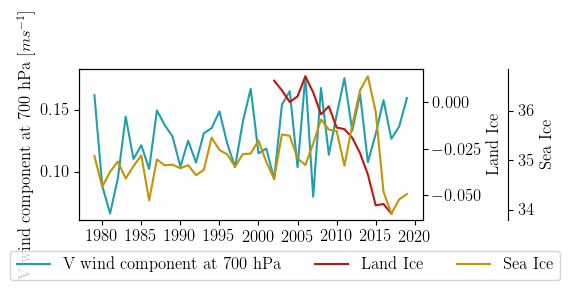 V wind component at 700 hPa [ms⁻¹]
0.15
0.10
0.000
−0.025
−0.050
Land Ice
36
35
34
Sea Ice
1980 1985 1990 1995 2000 2005 2010 2015 2020
V wind component at 700 hPa Land Ice Sea Ice